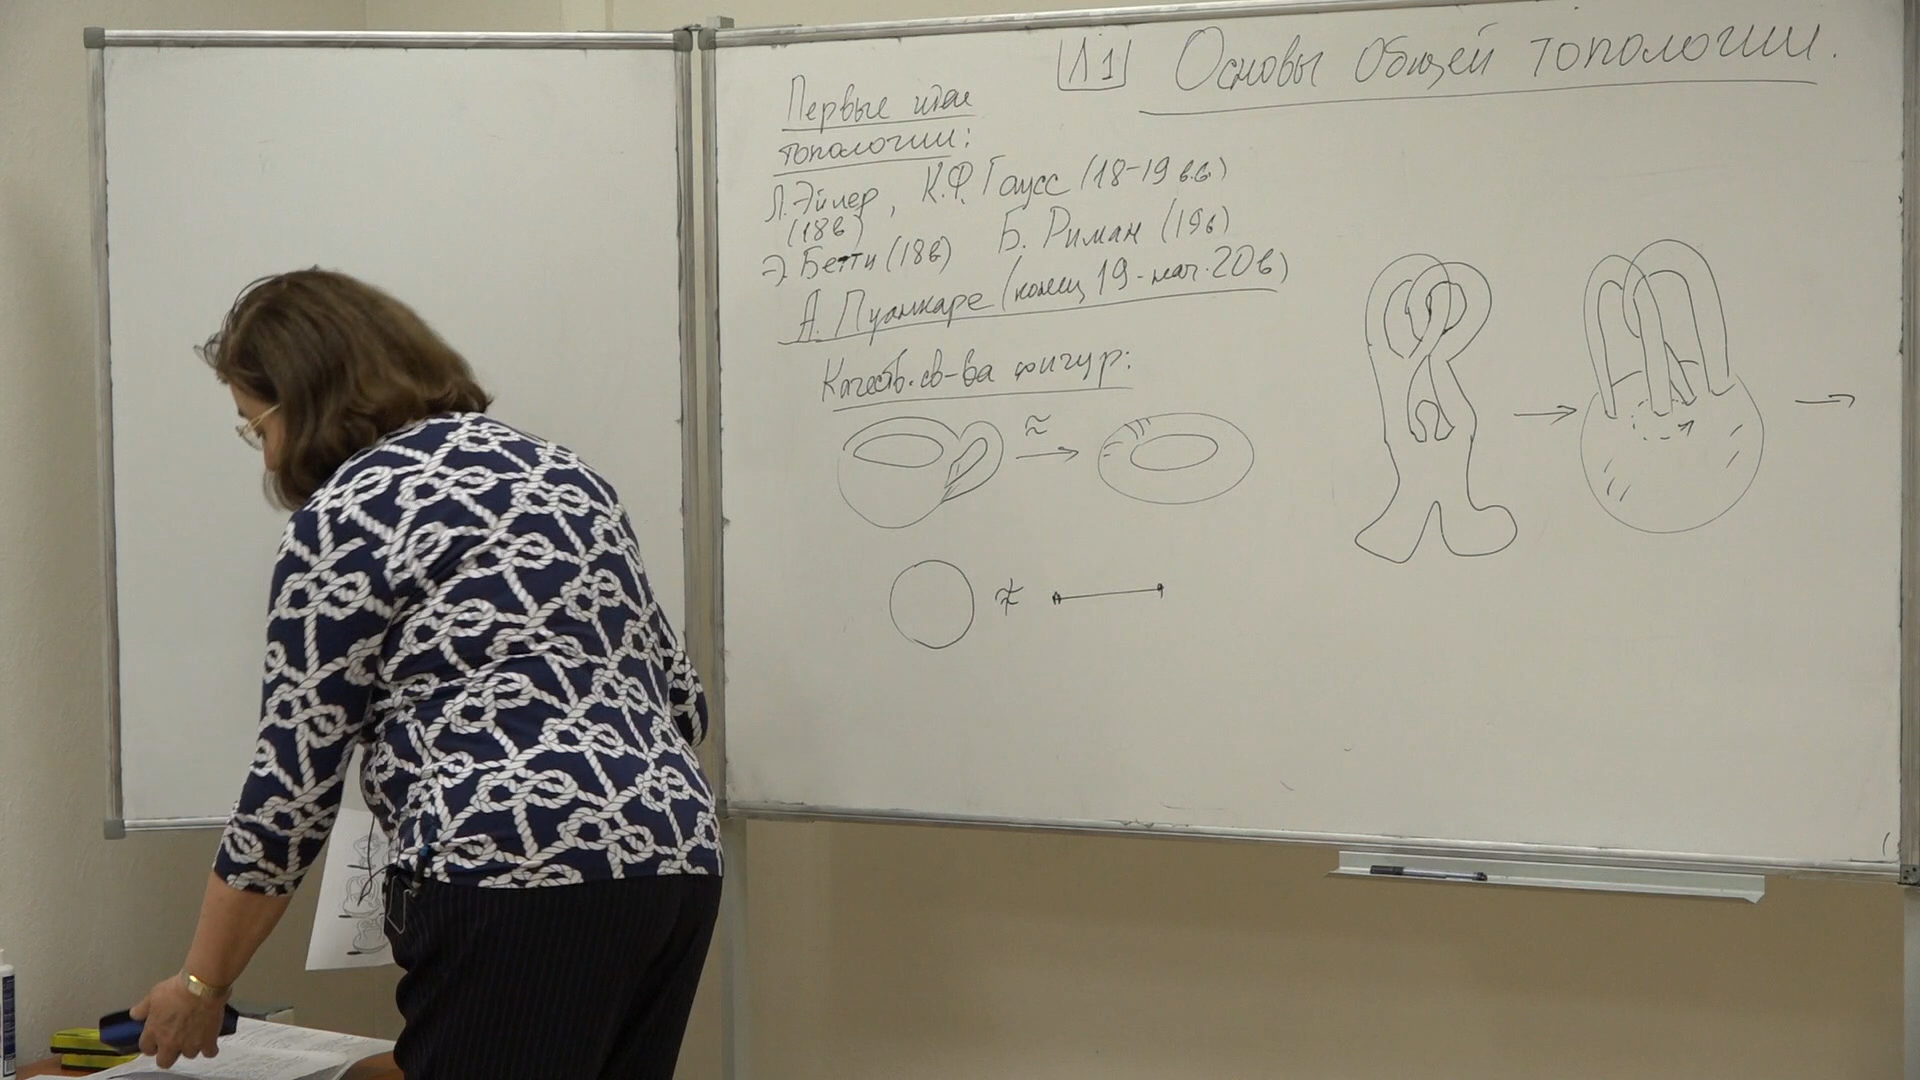 Л1 Основы Общей топологии.
Первые идеи
топологии:
Л. Эйлер, К.Ф. Гаусс (18-19 в.в.)
(18в)
Бетти (18в) Б. Риман (19в)
А. Пуанкаре (конец 19-нач. 20в)
Качеств. св-ва фигур:
≈
≉